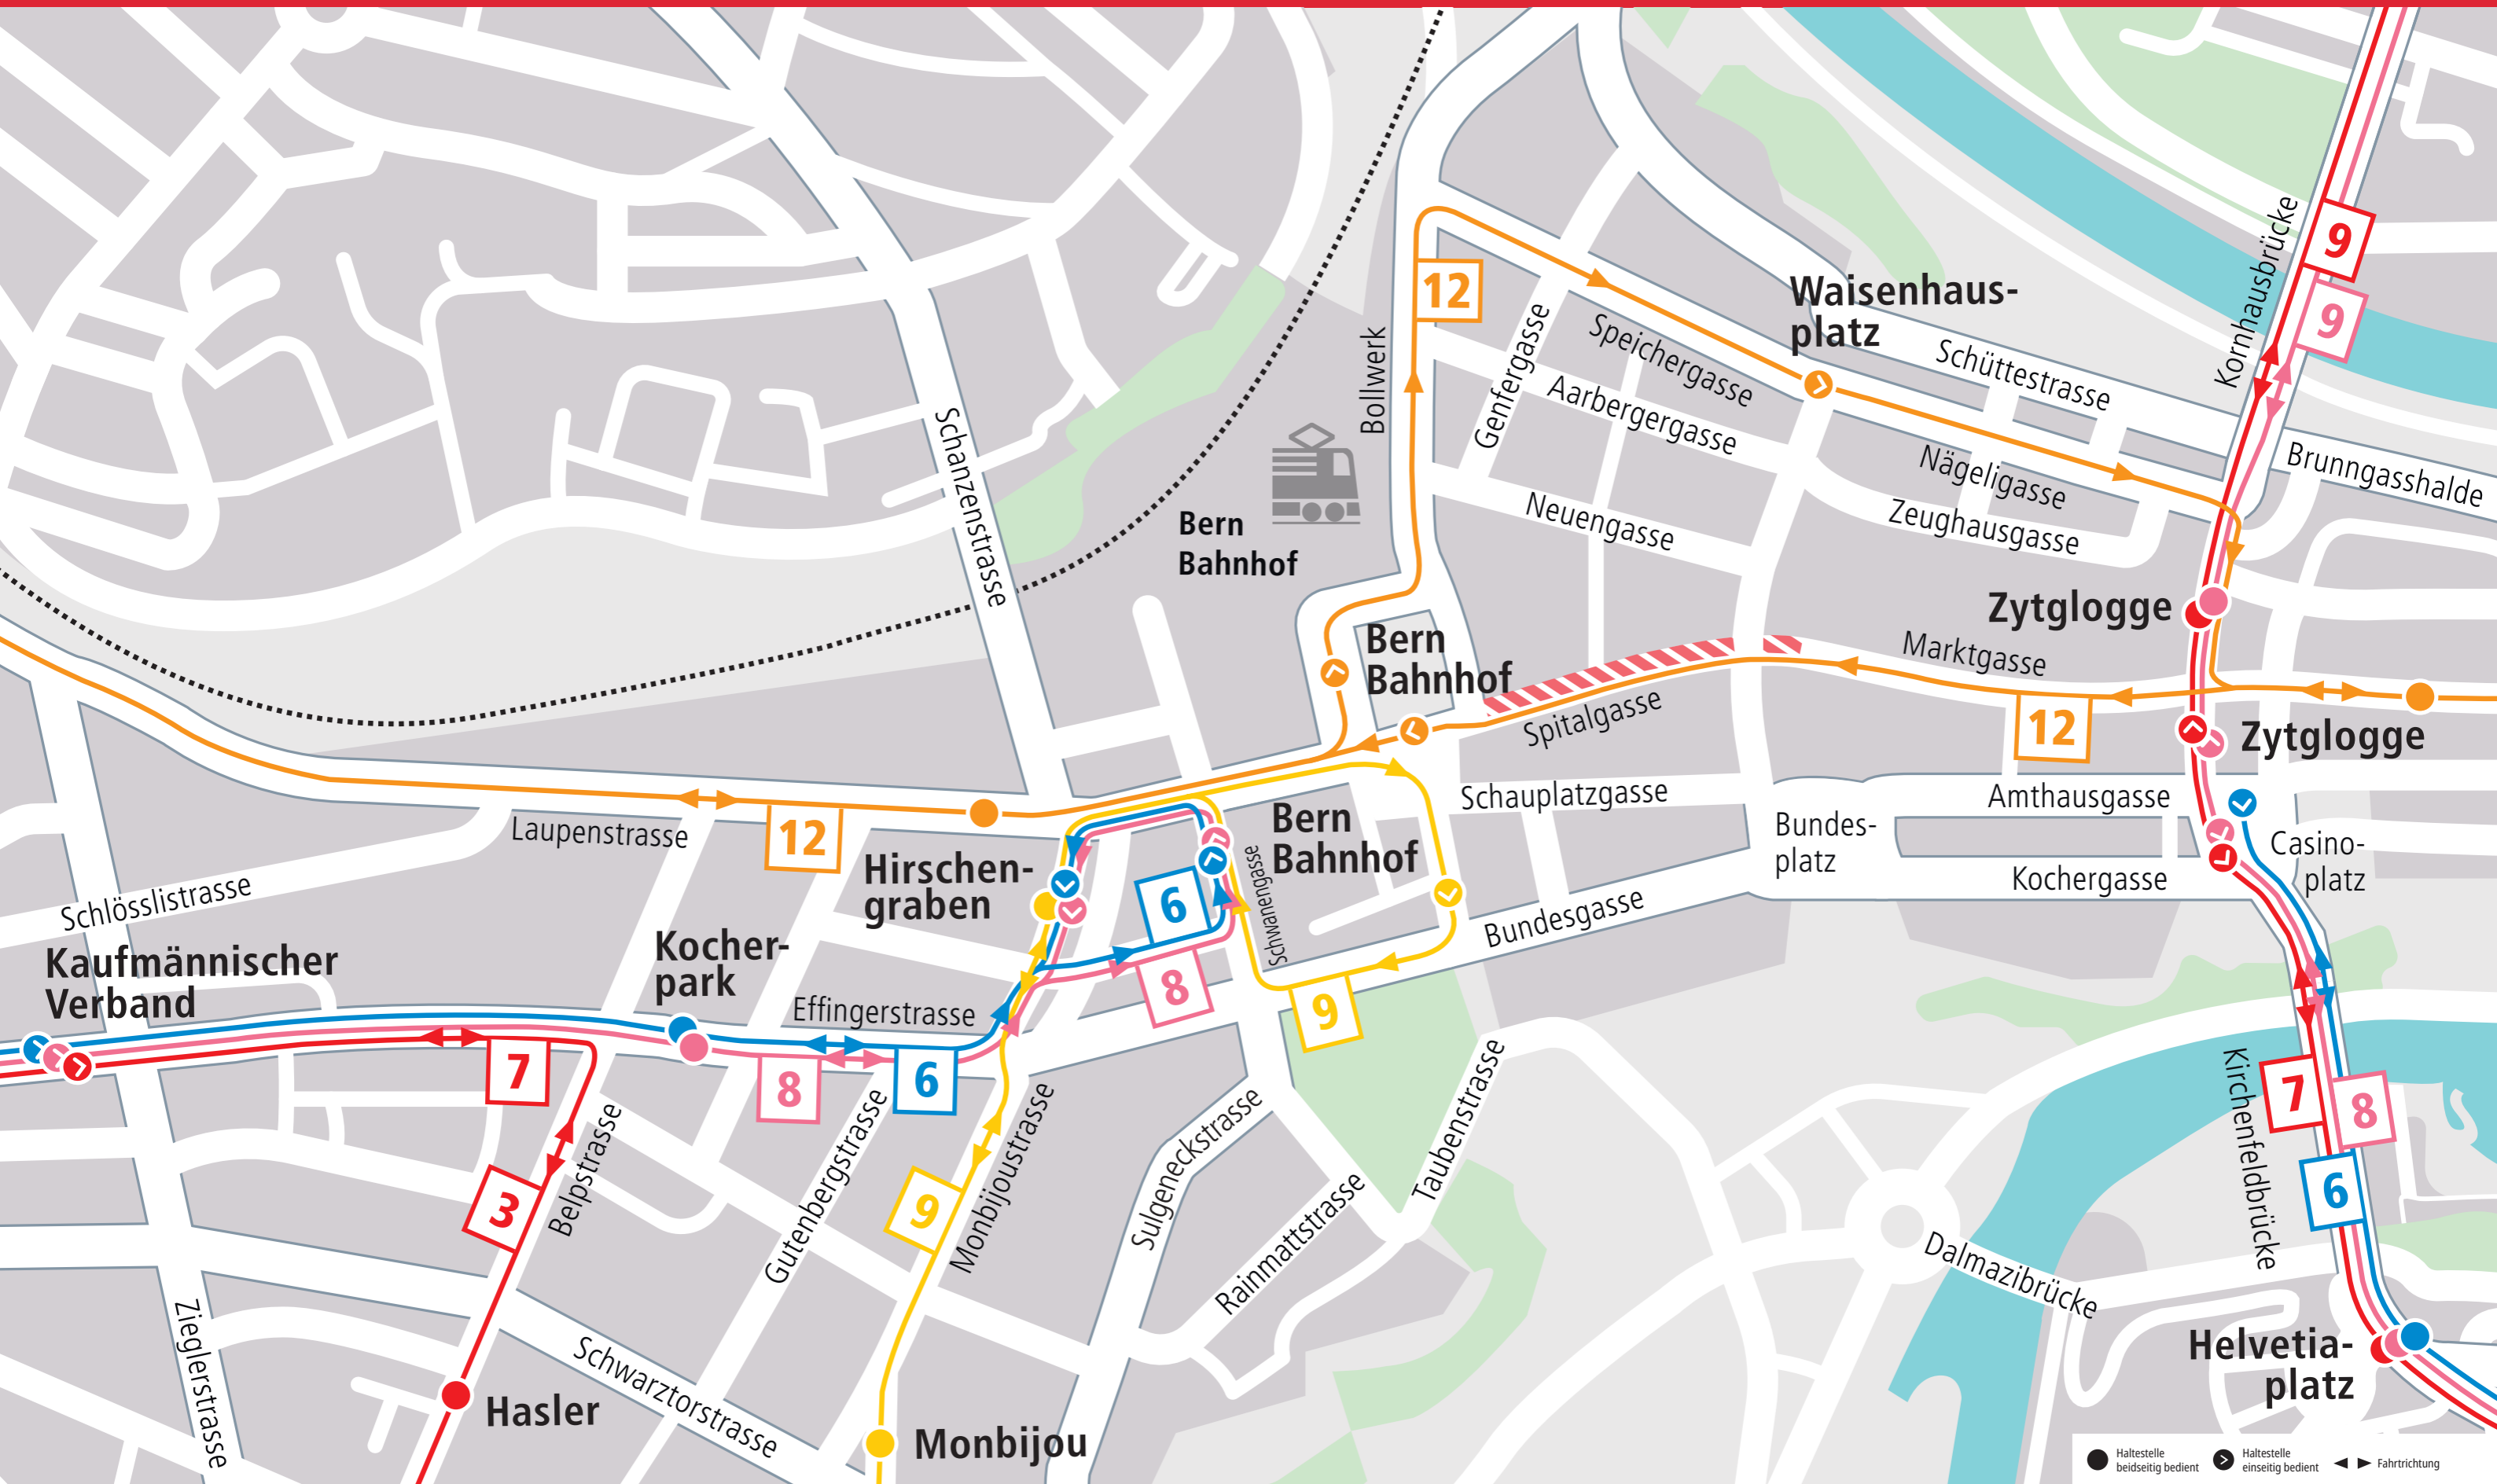 9
9
Kornhausbrücke
12
Waisenhaus-
platz
Bollwerk
Genfergasse
Speichergasse
Schüttestrasse
Aarbergergasse
Schanzenstrasse
Nägeligasse
Brunngasshalde
Neuengasse
Zeughausgasse
Bern
Bahnhof
Zytglogge
Bern
Bahnhof
Marktgasse
Spitalgasse
12
Zytglogge
Laupenstrasse
12
Schauplatzgasse
Amthausgasse
Bundes-
platz
Casino-
platz
Kochergasse
Bern
Bahnhof
Schwanengasse
Hirschen-
graben
6
Bundesgasse
Schlösslistrasse
Kaufmännischer
Verband
Kocher-
park
Effingerstrasse
8
9
7
8
6
3
Belpstrasse
Gutenbergstrasse
9
Monbijoustrasse
Sulgeneckstrasse
Rainmattstrasse
Taubenstrasse
Kirchenfeldbrücke
7
8
6
Dalmazibrücke
Helvetia-
platz
Zieglerstrasse
Hasler
Schwarztorstrasse
Monbijou
Haltestelle
beidseitig bedient
Haltestelle
einseitig bedient
Fahrtrichtung